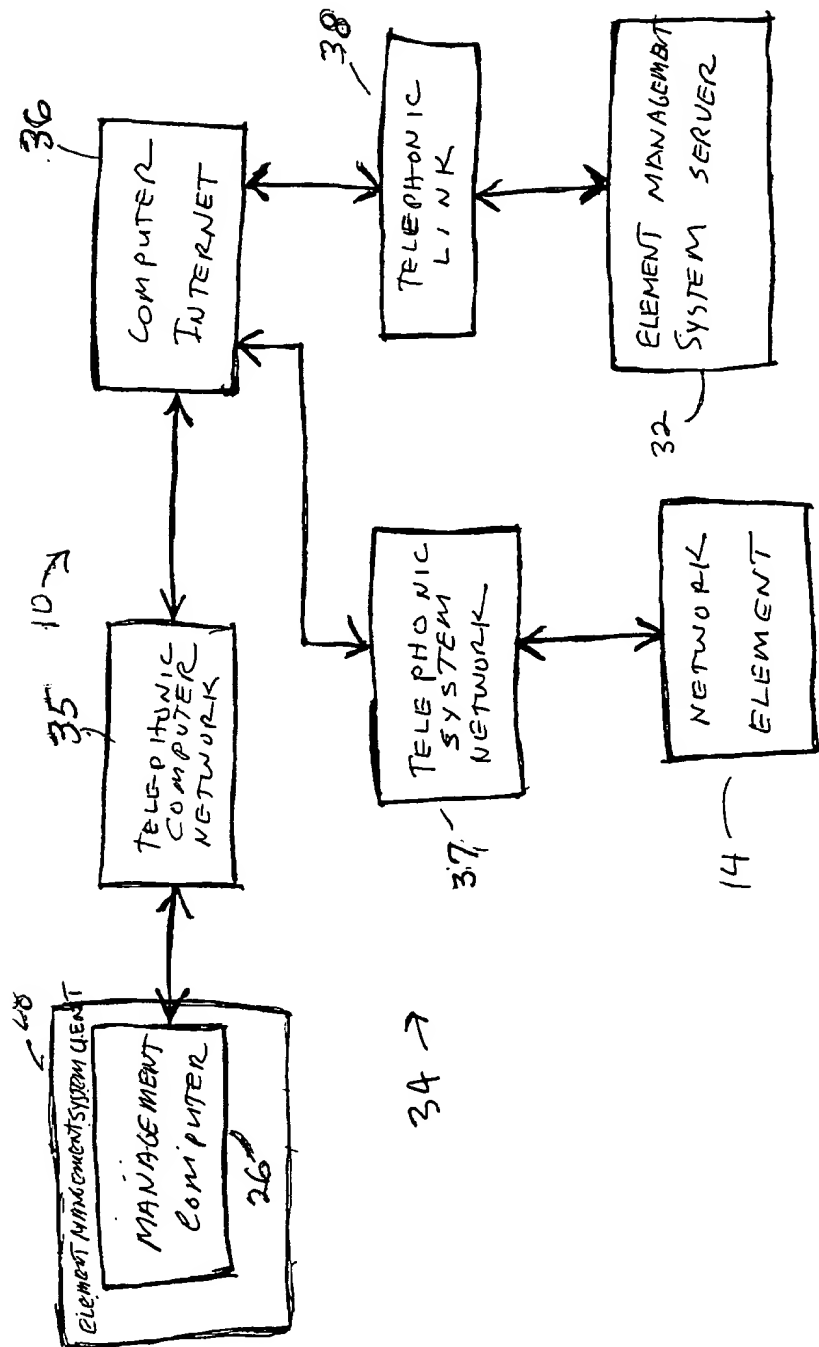 ELEMENT MANAGEMENT SYSTEM CLIENT
MANAGEMENT
COMPUTER
26
10
35
TELEPHONIC
COMPUTER
NETWORK
36
COMPUTER
INTERNET
34
37
TELEPHONIC
SYSTEM
NETWORK
38
TELEPHONIC
LINK
14
NETWORK
ELEMENT
32
ELEMENT MANAGEMENT
SYSTEM SERVER